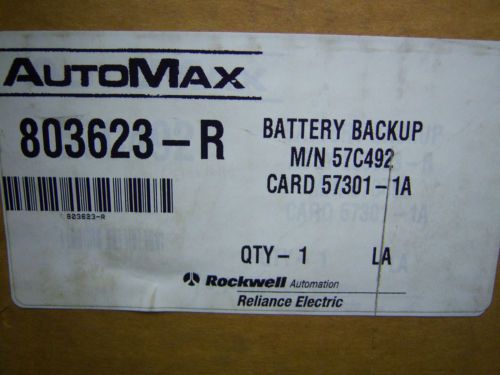 AUTOMAX
803623-R
BATTERY BACKUP
M/N 57C492
CARD 57301-1A
803623-R
QTY-1 LA
Rockwell Automation
Reliance Electric